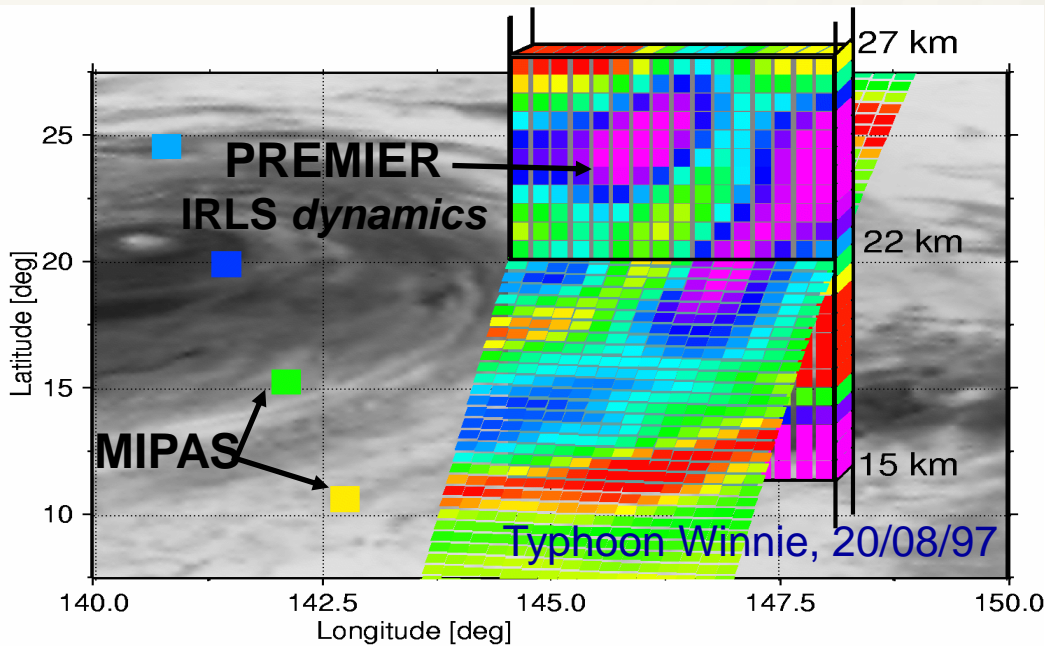 27 km
25
PREMIER
IRLS dynamics
22 km
20
Latitude [deg]
15
MIPAS
15 km
10
Typhoon Winnie, 20/08/97
140.0 142.5 145.0 147.5 150.0
Longitude [deg]